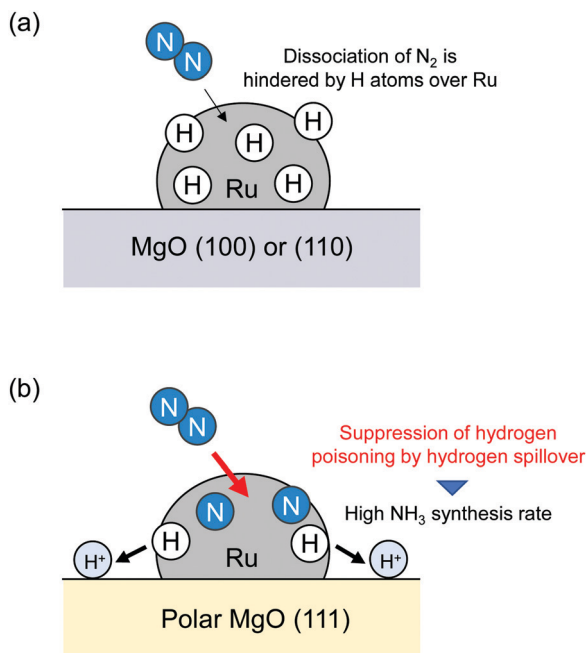 (a)
N
N
Dissociation of N₂ is
hindered by H atoms over Ru
H
H
H
H
H
Ru
MgO (100) or (110)
(b)
N
N
Suppression of hydrogen
poisoning by hydrogen spillover
High NH₃ synthesis rate
N
N
H
H
H⁺
Ru
H⁺
Polar MgO (111)